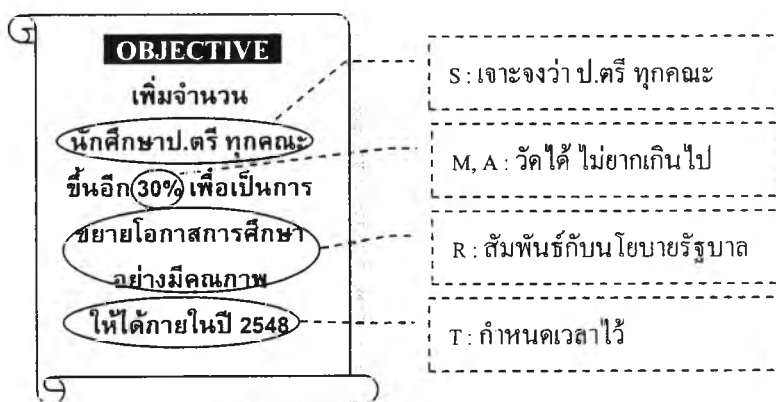 OBJECTIVE
เพิ่มจำนวน
นักศึกษาป.ตรี ทุกคณะ
ขึ้นอีก 30% เพื่อเป็นการ
ขยายโอกาสการศึกษา
อย่างมีคุณภาพ
ให้ได้ภายในปี 2548
S : เจาะจงว่า ป.ตรี ทุกคณะ
M, A : วัดได้ ไม่ยากเกินไป
R : สัมพันธ์กับนโยบายรัฐบาล
T : กำหนดเวลาไว้